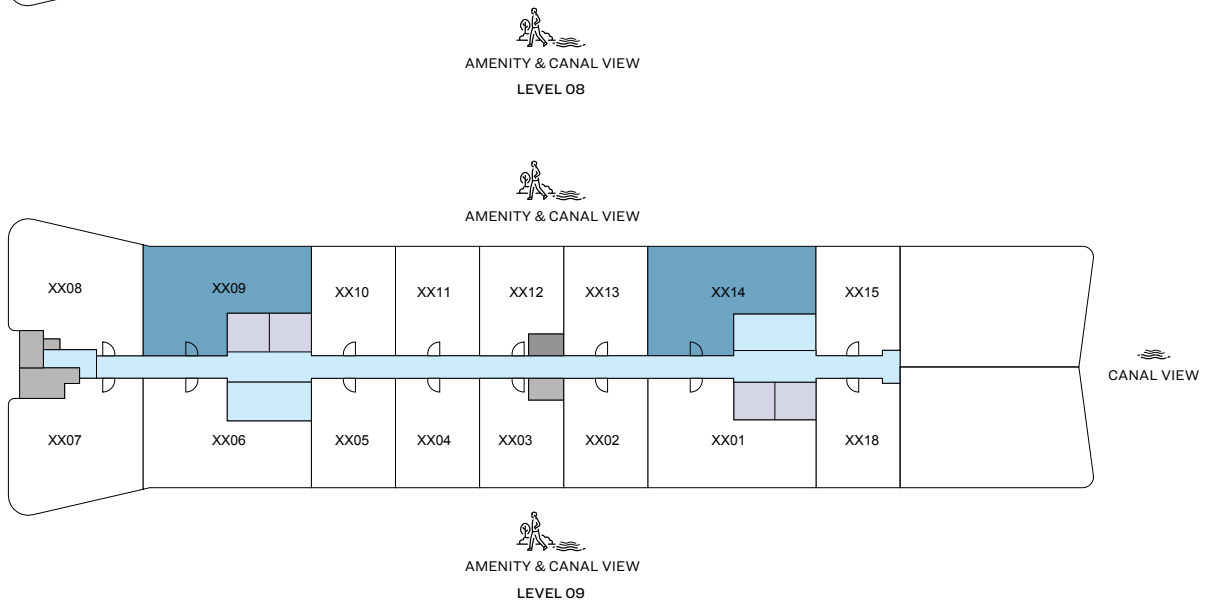 AMENITY & CANAL VIEW
LEVEL 08
AMENITY & CANAL VIEW
XX08
XX09
XX10
XX11
XX12
XX13
XX14
XX15
CANAL VIEW
XX07
XX06
XX05
XX04
XX03
XX02
XX01
XX18
AMENITY & CANAL VIEW
LEVEL 09